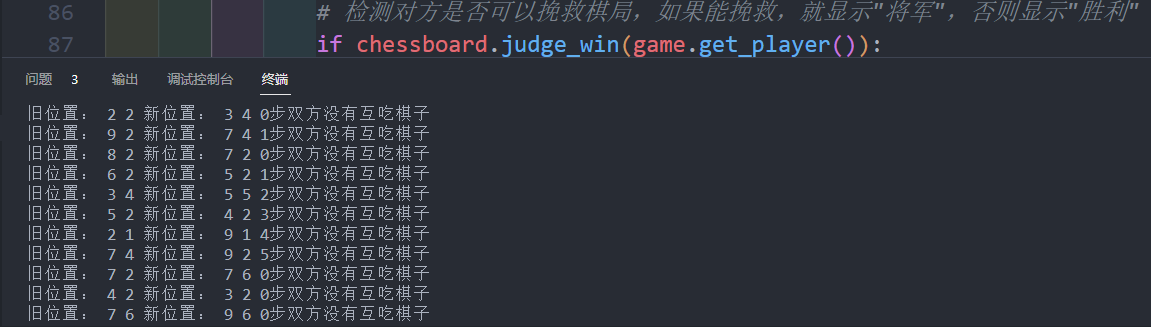 86 # 检测对方是否可以挽救棋局，如果能挽救，就显示"将军"，否则显示"胜利"
87 if chessboard.judge_win(game.get_player()):
问题 3 输出 调试控制台 终端
旧位置： 2 2 新位置： 3 4 0步双方没有互吃棋子
旧位置： 9 2 新位置： 7 4 1步双方没有互吃棋子
旧位置： 8 2 新位置： 7 2 0步双方没有互吃棋子
旧位置： 6 2 新位置： 5 2 1步双方没有互吃棋子
旧位置： 3 4 新位置： 5 5 2步双方没有互吃棋子
旧位置： 5 2 新位置： 4 2 3步双方没有互吃棋子
旧位置： 2 1 新位置： 9 1 4步双方没有互吃棋子
旧位置： 7 4 新位置： 9 2 5步双方没有互吃棋子
旧位置： 7 2 新位置： 7 6 0步双方没有互吃棋子
旧位置： 4 2 新位置： 3 2 0步双方没有互吃棋子
旧位置： 7 6 新位置： 9 6 0步双方没有互吃棋子